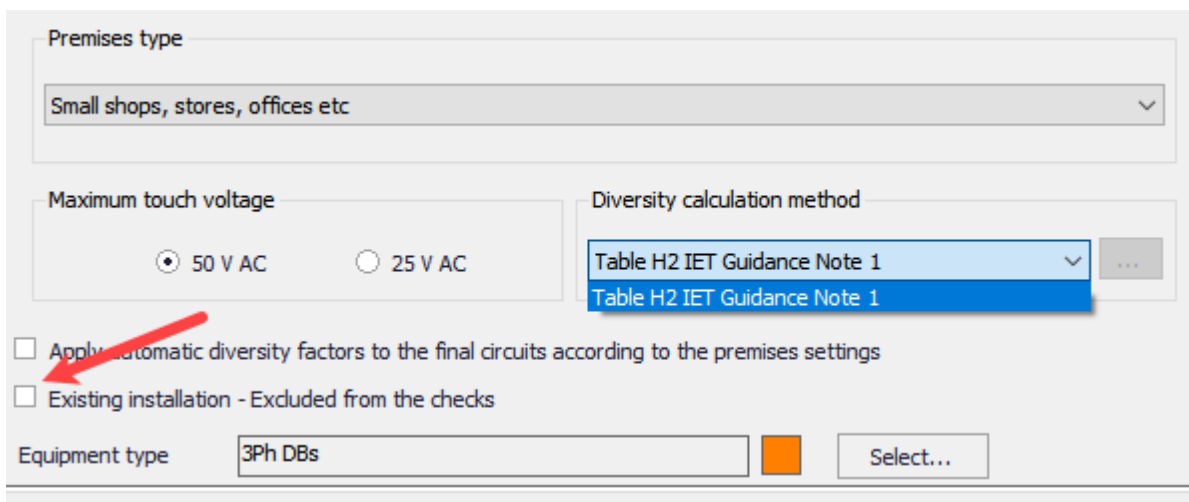 Premises type
Small shops, stores, offices etc
Maximum touch voltage
Diversity calculation method
50 V AC
25 V AC
Table H2 IET Guidance Note 1
...
Table H2 IET Guidance Note 1
Apply automatic diversity factors to the final circuits according to the premises settings
Existing installation - Excluded from the checks
Equipment type
3Ph DBs
Select...